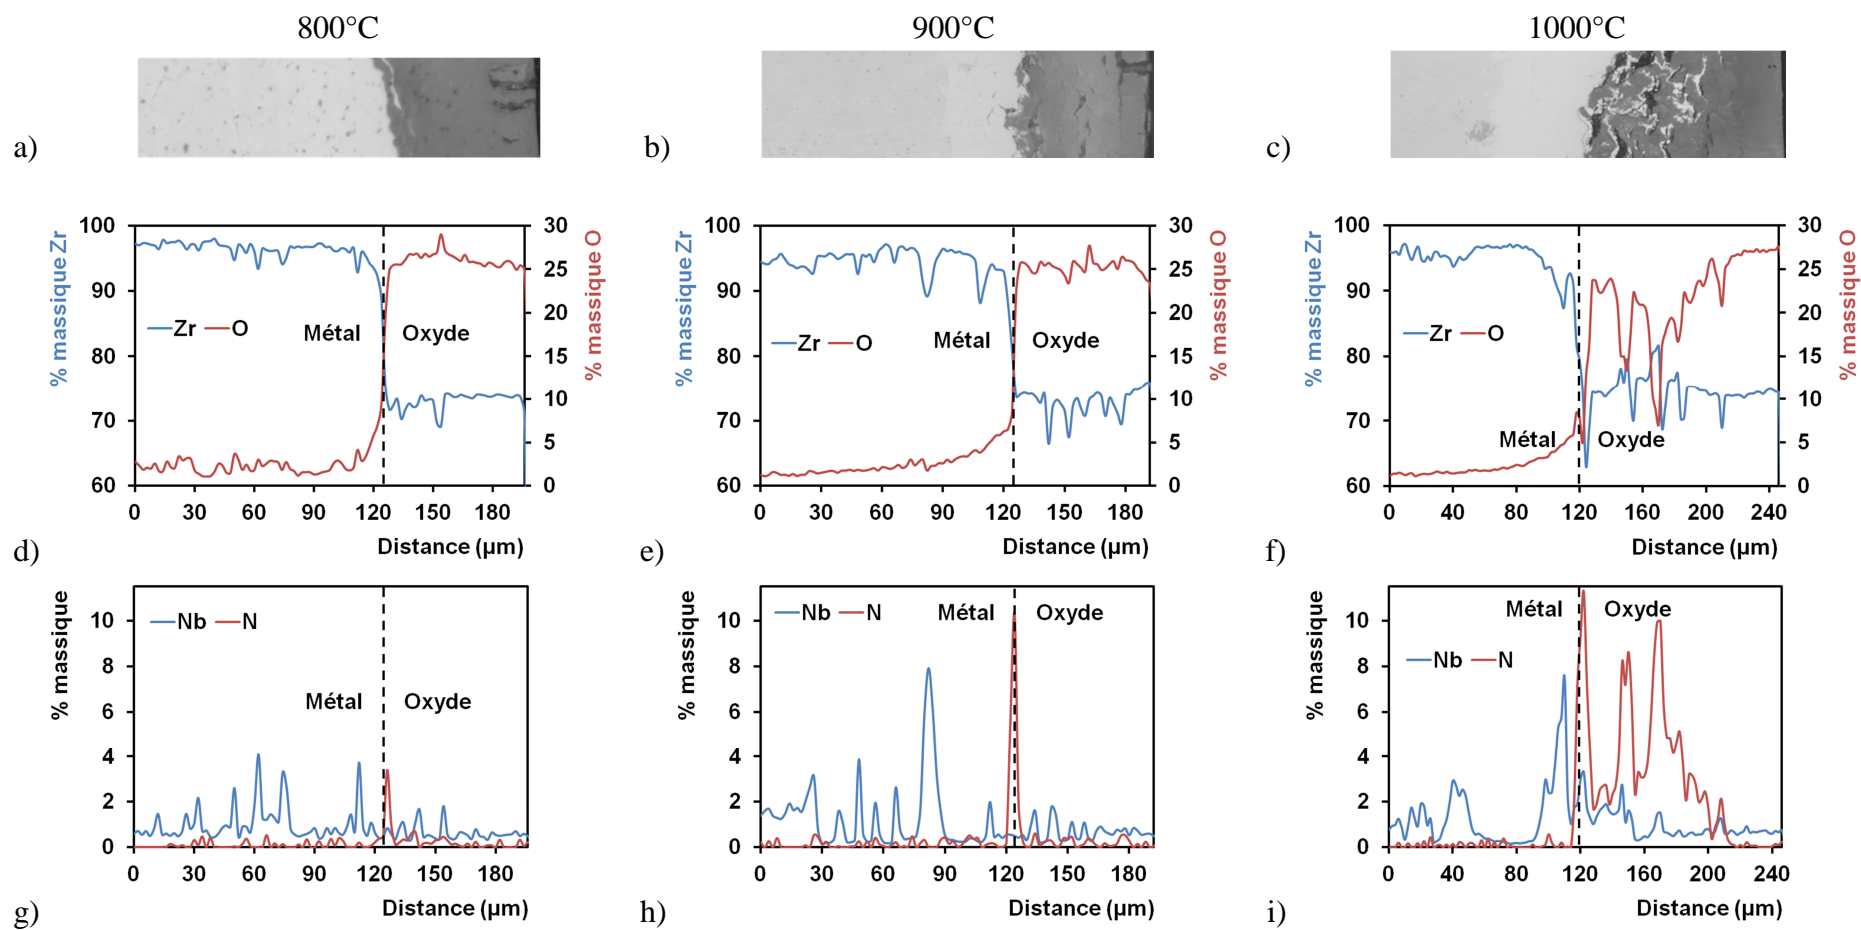 800°C 900°C 1000°C
a) b) c)
100 30 100 30 100 30
90 25 90 25 90 25
80 20 80 20 80 20
70 15 70 15 70 15
60 10 60 10 60 10
5 5 5
0 0 0
% massique Zr % massique O % massique Zr % massique O % massique Zr % massique O
Zr O Métal Oxyde Zr O Métal Oxyde Zr O Métal Oxyde
0 30 60 90 120 150 180 0 30 60 90 120 150 180 0 40 80 120 160 200 240
Distance (µm) Distance (µm) Distance (µm)
d) e) f)
% massique % massique % massique
10 10 10
8 8 8
6 6 6
4 4 4
2 2 2
0 0 0
Nb N Métal Oxyde Nb N Métal Oxyde Nb N Métal Oxyde
0 30 60 90 120 150 180 0 30 60 90 120 150 180 0 40 80 120 160 200 240
Distance (µm) Distance (µm) Distance (µm)
g) h) i)